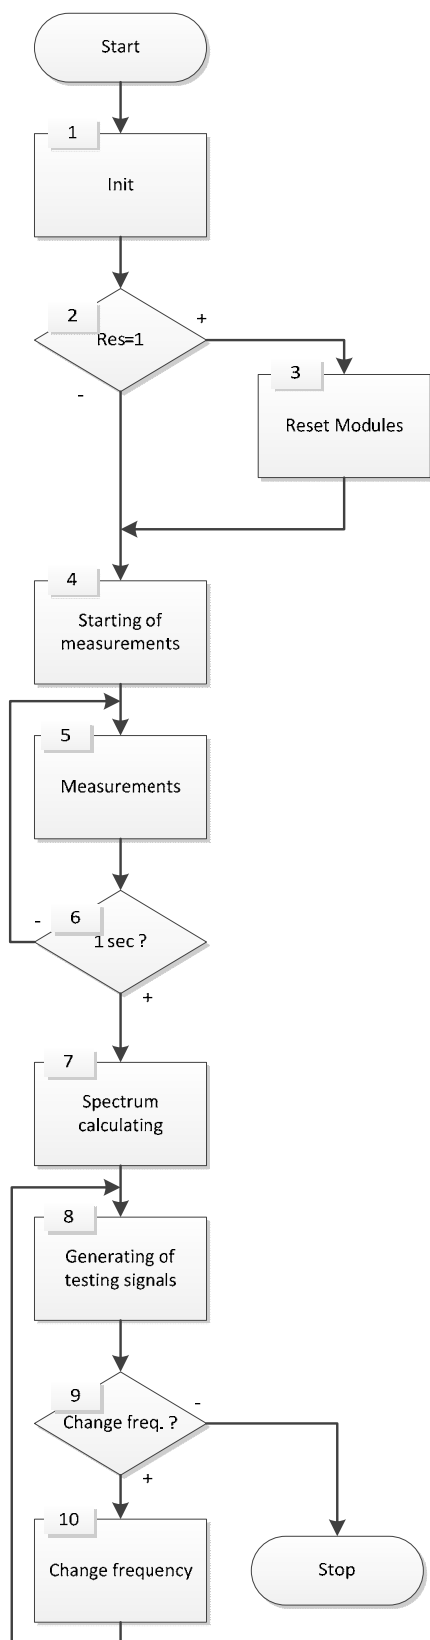 Start
1
Init
2
Res=1
+
-
3
Reset Modules
4
Starting of
measurements
5
Measurements
6
1 sec ?
-
+
7
Spectrum
calculating
8
Generating of
testing signals
9
Change freq. ?
-
+
10
Change frequency
Stop